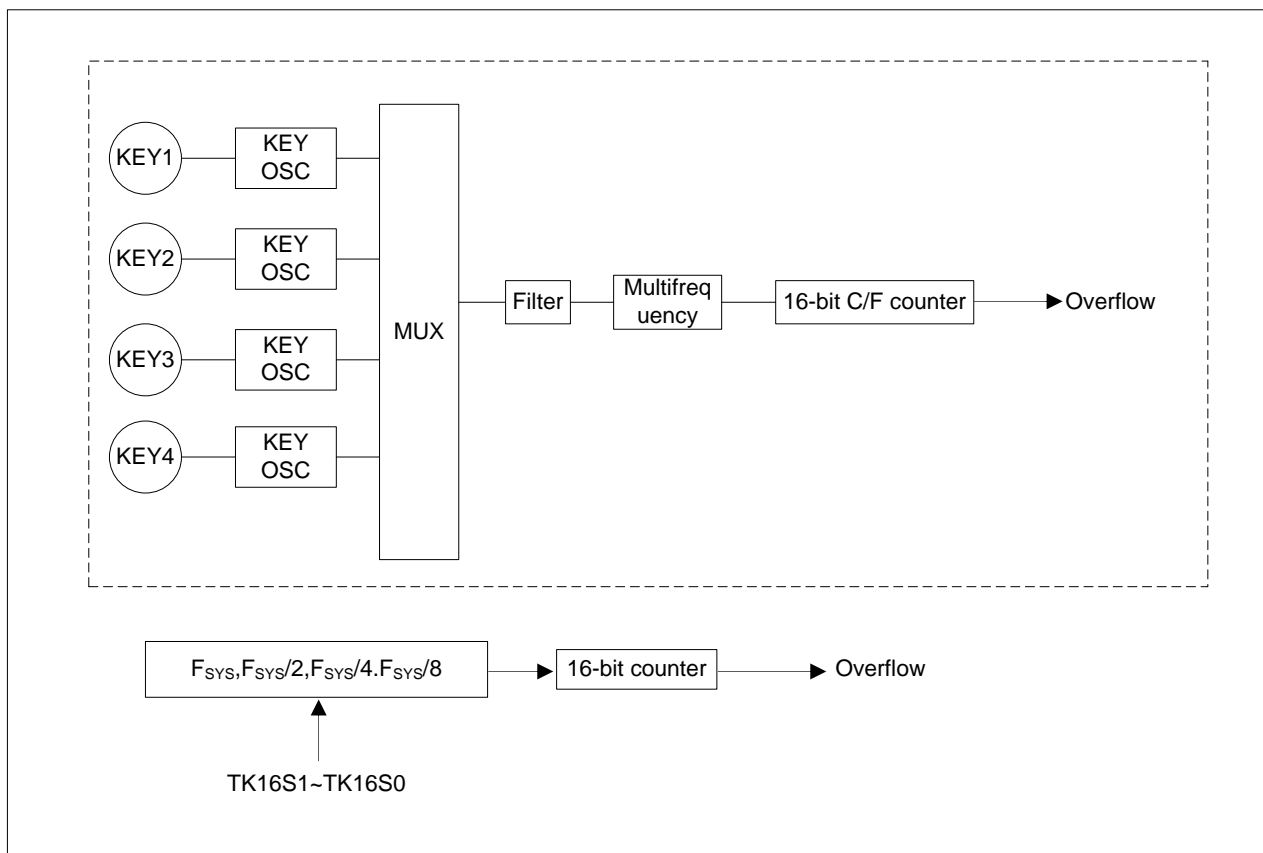 KEY1
KEY
OSC
KEY2
KEY
OSC
KEY3
KEY
OSC
KEY4
KEY
OSC
MUX
Filter
Multifreq
uency
16-bit C/F counter
Overflow
FSYS,FSYS/2,FSYS/4.FSYS/8
16-bit counter
Overflow
TK16S1~TK16S0